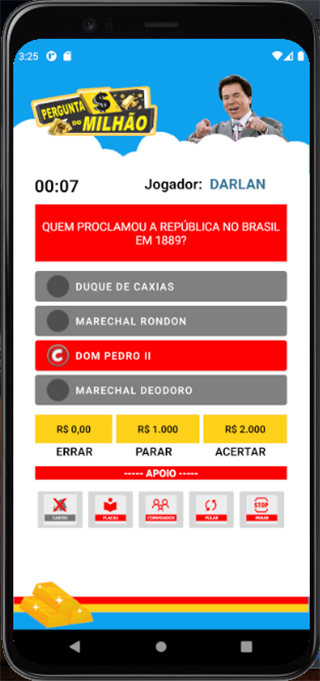 3:25
PERGUNTA
DO MILHÃO
00:07
Jogador: DARLAN
QUEM PROCLAMOU A REPÚBLICA NO BRASIL
EM 1889?
DUQUE DE CAXIAS
MARECHAL RONDON
C DOM PEDRO II
MARECHAL DEODORO
R$ 0,00 R$ 1.000 R$ 2.000
ERRAR PARAR ACERTAR
----- APOIO -----
STOP
CARTAS PLACAS CONVIDADOS PULAR PARAR